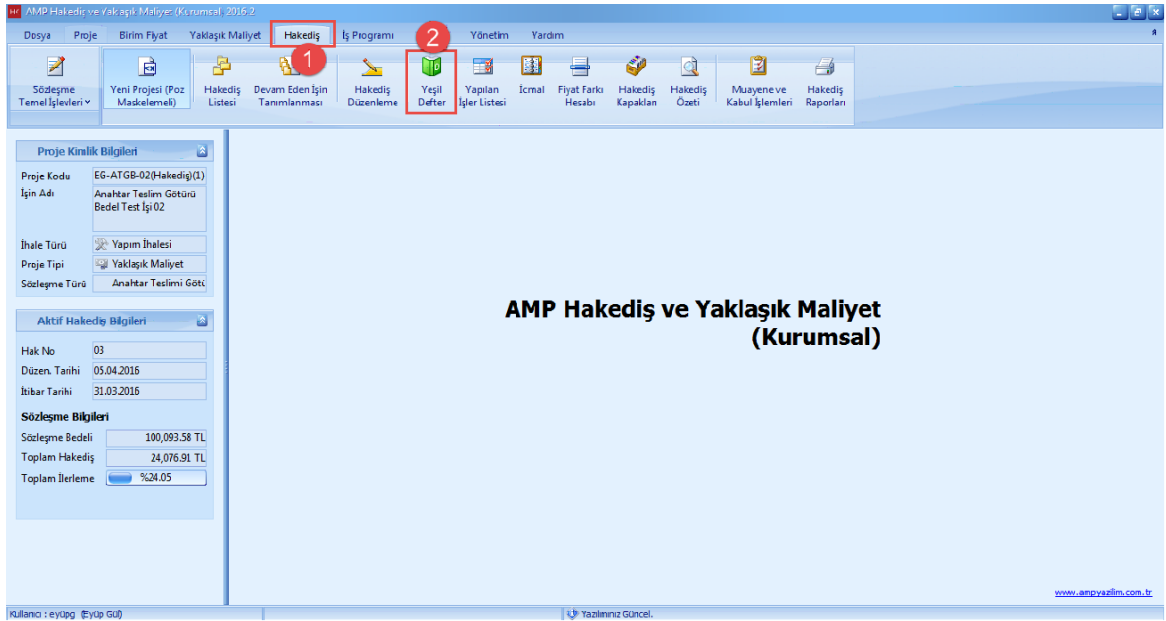 AMP Hakediş ve Yaklaşık Maliyet (Kurumsal) 2016-2
Dosya Proje Birim Fiyat Yaklaşık Maliyet Hakediş İş Programı Yönetim Yardım
1 2
Sözleşme Temel İşlevleri
Yeni Projesi (Poz Maskelemeli)
Hakediş Listesi
Devam Eden İşin Tanımlanması
Hakediş Düzenleme
Yeşil Defter
Yapılan İşler Listesi
İcmal
Fiyat Farkı Hesabı
Hakediş Kapakları
Hakediş Özeti
Muayene ve Kabul İşlemleri
Hakediş Raporları
Proje Kimlik Bilgileri
Proje Kodu EG-ATGB-02(Hakediş)(1)
İşin Adı Anahtar Teslim Götürü
Bedel Test İşi 02
İhale Türü Yapım İhalesi
Proje Tipi Yaklaşık Maliyet
Sözleşme Türü Anahtar Teslimi Götü
Aktif Hakediş Bilgileri
Hak No 03
Düzen. Tarihi 05.04.2016
İtibar Tarihi 31.03.2016
Sözleşme Bilgileri
Sözleşme Bedeli 100,093.58 TL
Toplam Hakediş 24,076.91 TL
Toplam İlerleme %24.05
AMP Hakediş ve Yaklaşık Maliyet
(Kurumsal)
www.ampyazilim.com.tr
Kullanıcı : eyüpg (Eyüp Gül) Yazılımınız Güncel.